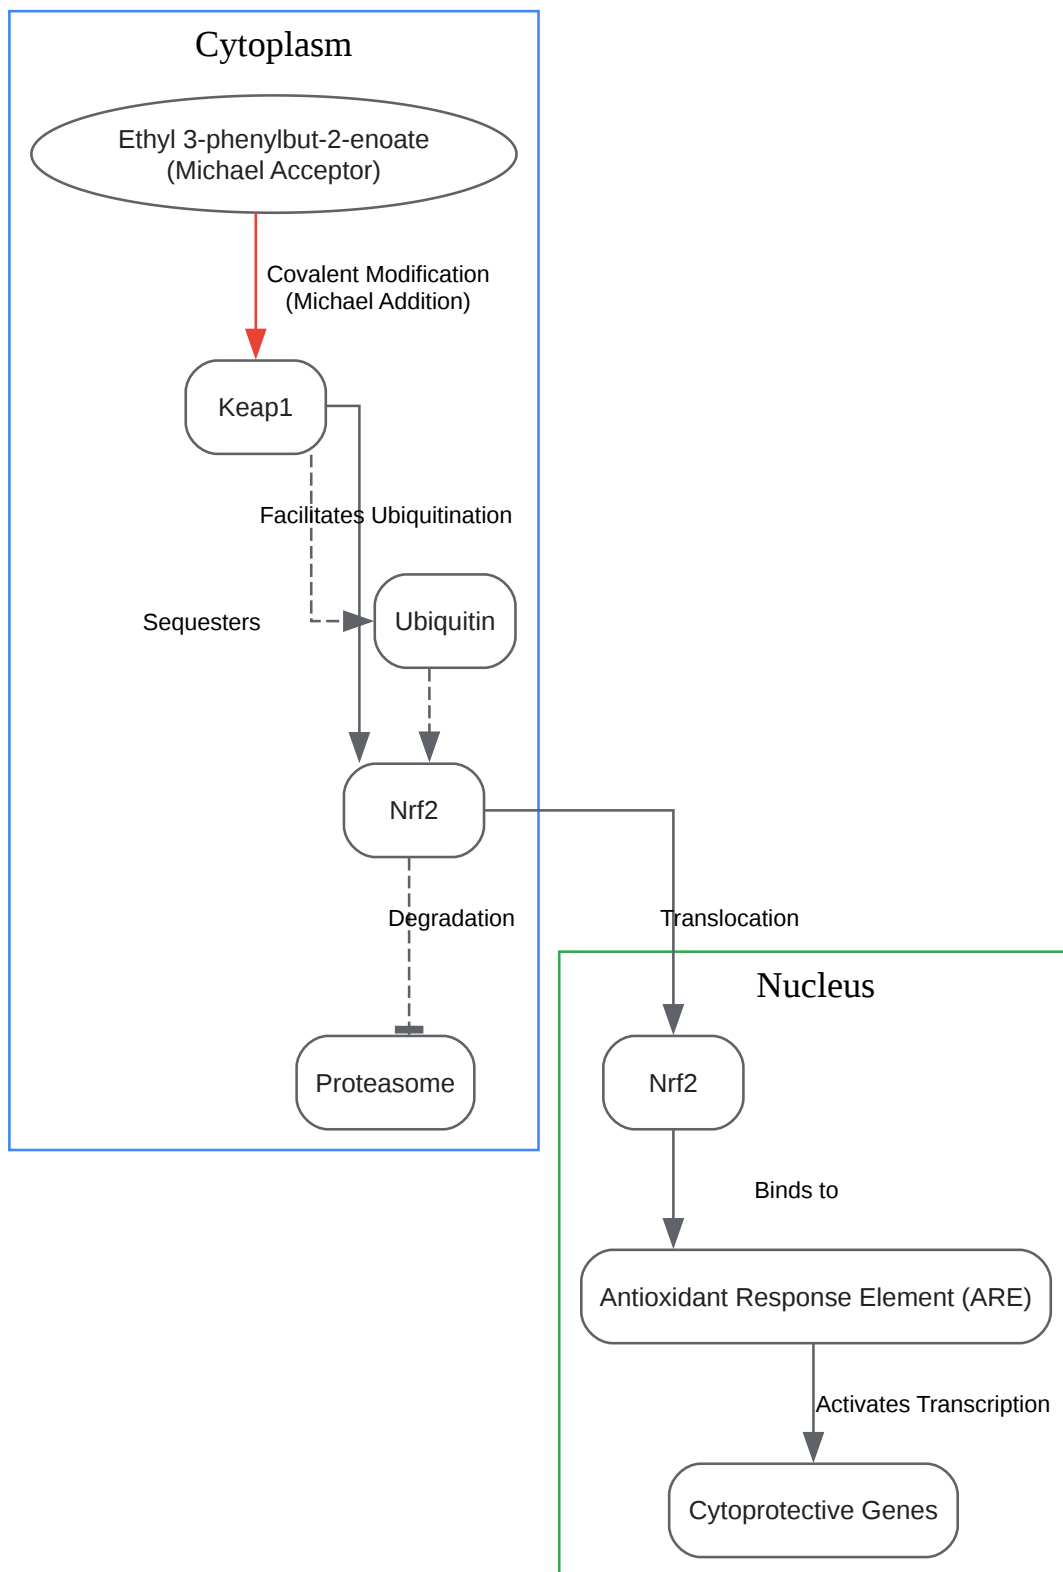 Cytoplasm
Ethyl 3-phenylbut-2-enoate
(Michael Acceptor)
Covalent Modification
(Michael Addition)
Keap1
Facilitates Ubiquitination
Sequesters
Ubiquitin
Nrf2
Degradation
Translocation
Nucleus
Proteasome
Nrf2
Binds to
Antioxidant Response Element (ARE)
Activates Transcription
Cytoprotective Genes